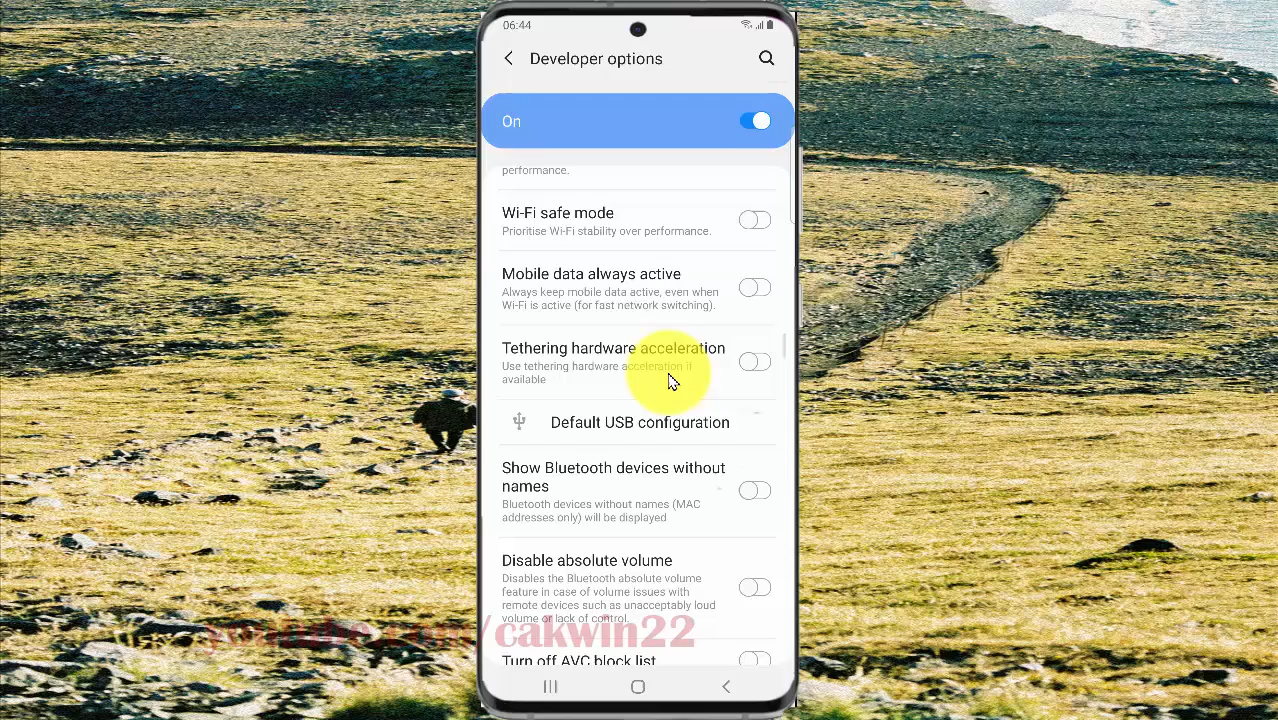 06:44
Developer options
On
performance.
Wi-Fi safe mode
Prioritise Wi-Fi stability over performance.
Mobile data always active
Always keep mobile data active, even when
Wi-Fi is active (for fast network switching).
Tethering hardware acceleration
Use tethering hardware acceleration if
available
Default USB configuration
Show Bluetooth devices without
names
Bluetooth devices without names (MAC
addresses only) will be displayed
Disable absolute volume
Disables the Bluetooth absolute volume
feature in case of volume issues with
remote devices such as unacceptably loud
volume or lack of control.
youtube.com/cakwin22
Turn off AVC block list